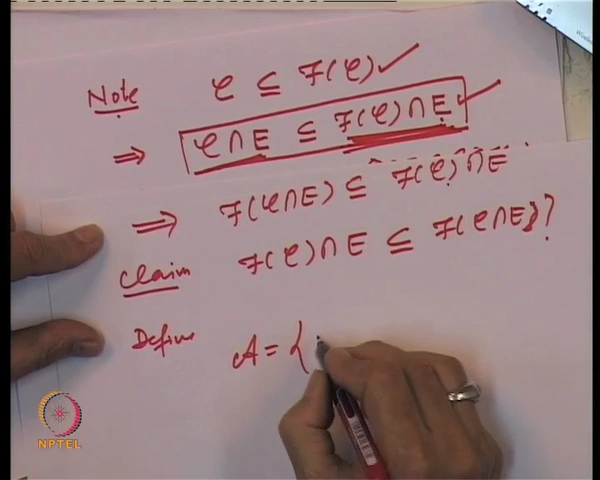 Note 𝒞 ⊆ ℱ(𝒞) ✓
⇒ 𝒞∩E ⊆ ℱ(𝒞)∩E ✓
⇒ ℱ(𝒞∩E) ⊆ ℱ(𝒞)∩E
Claim ℱ(𝒞)∩E ⊆ ℱ(𝒞∩E)?
Define 𝒜 = {
NPTEL